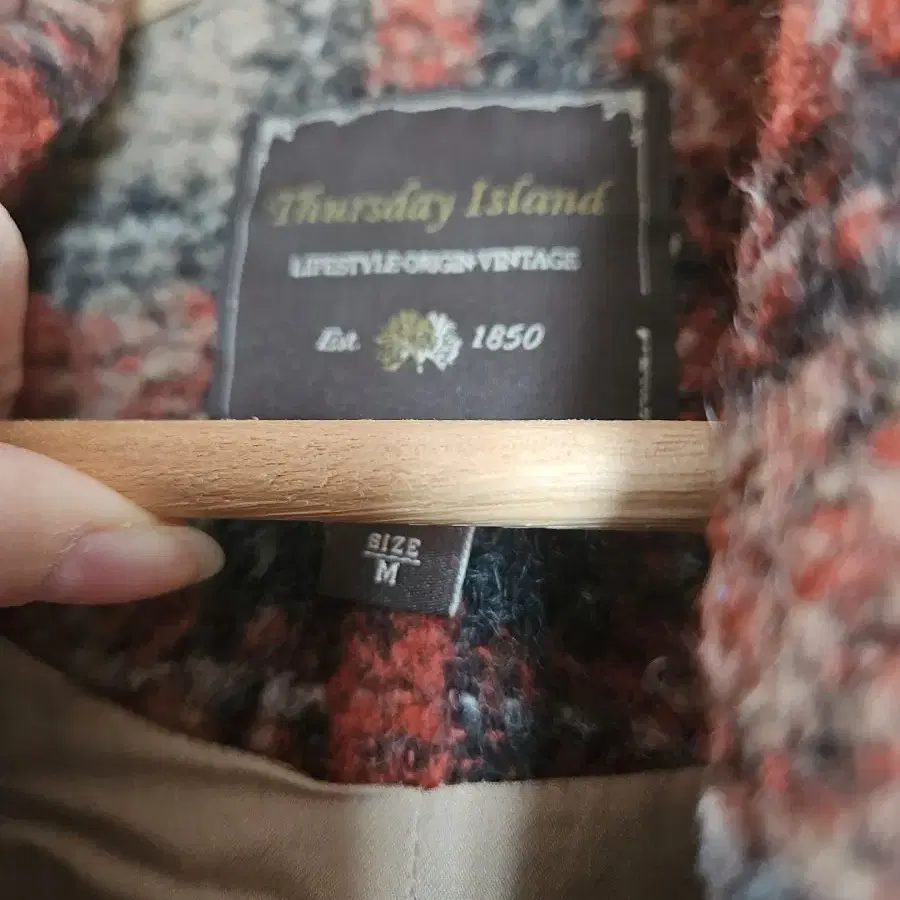 Thursday Island
LIFESTYLE·ORIGIN·VINTAGE
Est 1850
SIZE
M